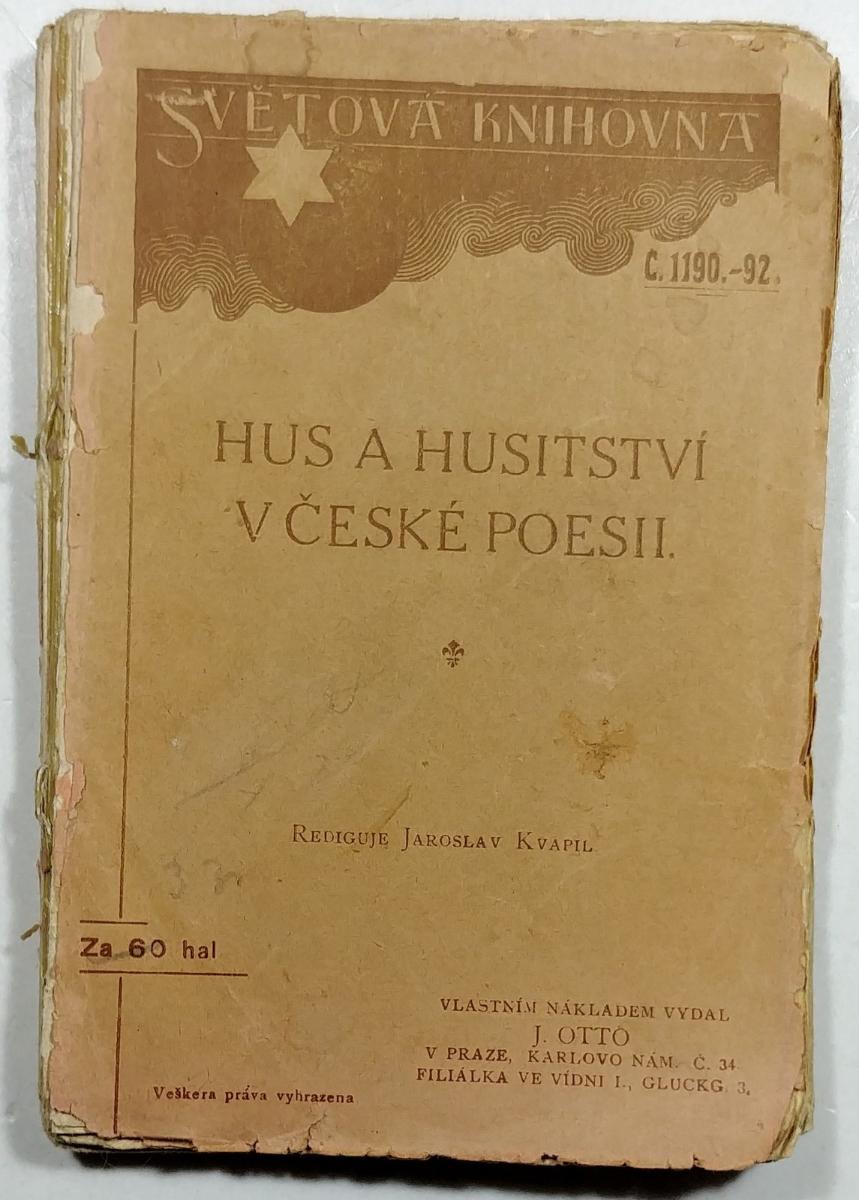 SVĚTOVÁ KNIHOVNA
Č. 1190.-92.
HUS A HUSITSTVÍ
V ČESKÉ POESII.
REDIGUJE JAROSLAV KVAPIL
Za 60 hal
VLASTNÍM NÁKLADEM VYDAL
J. OTTO
V PRAZE, KARLOVO NÁM. Č. 34.
FILIÁLKA VE VÍDNI I., GLUCKG. 3.
Veškera práva vyhrazena